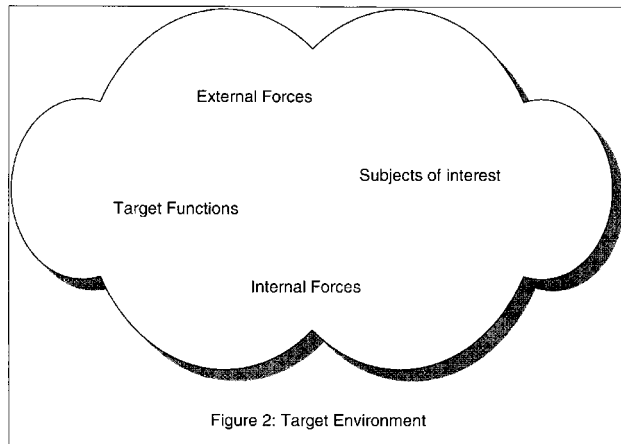 External Forces
Subjects of interest
Target Functions
Internal Forces
Figure 2: Target Environment